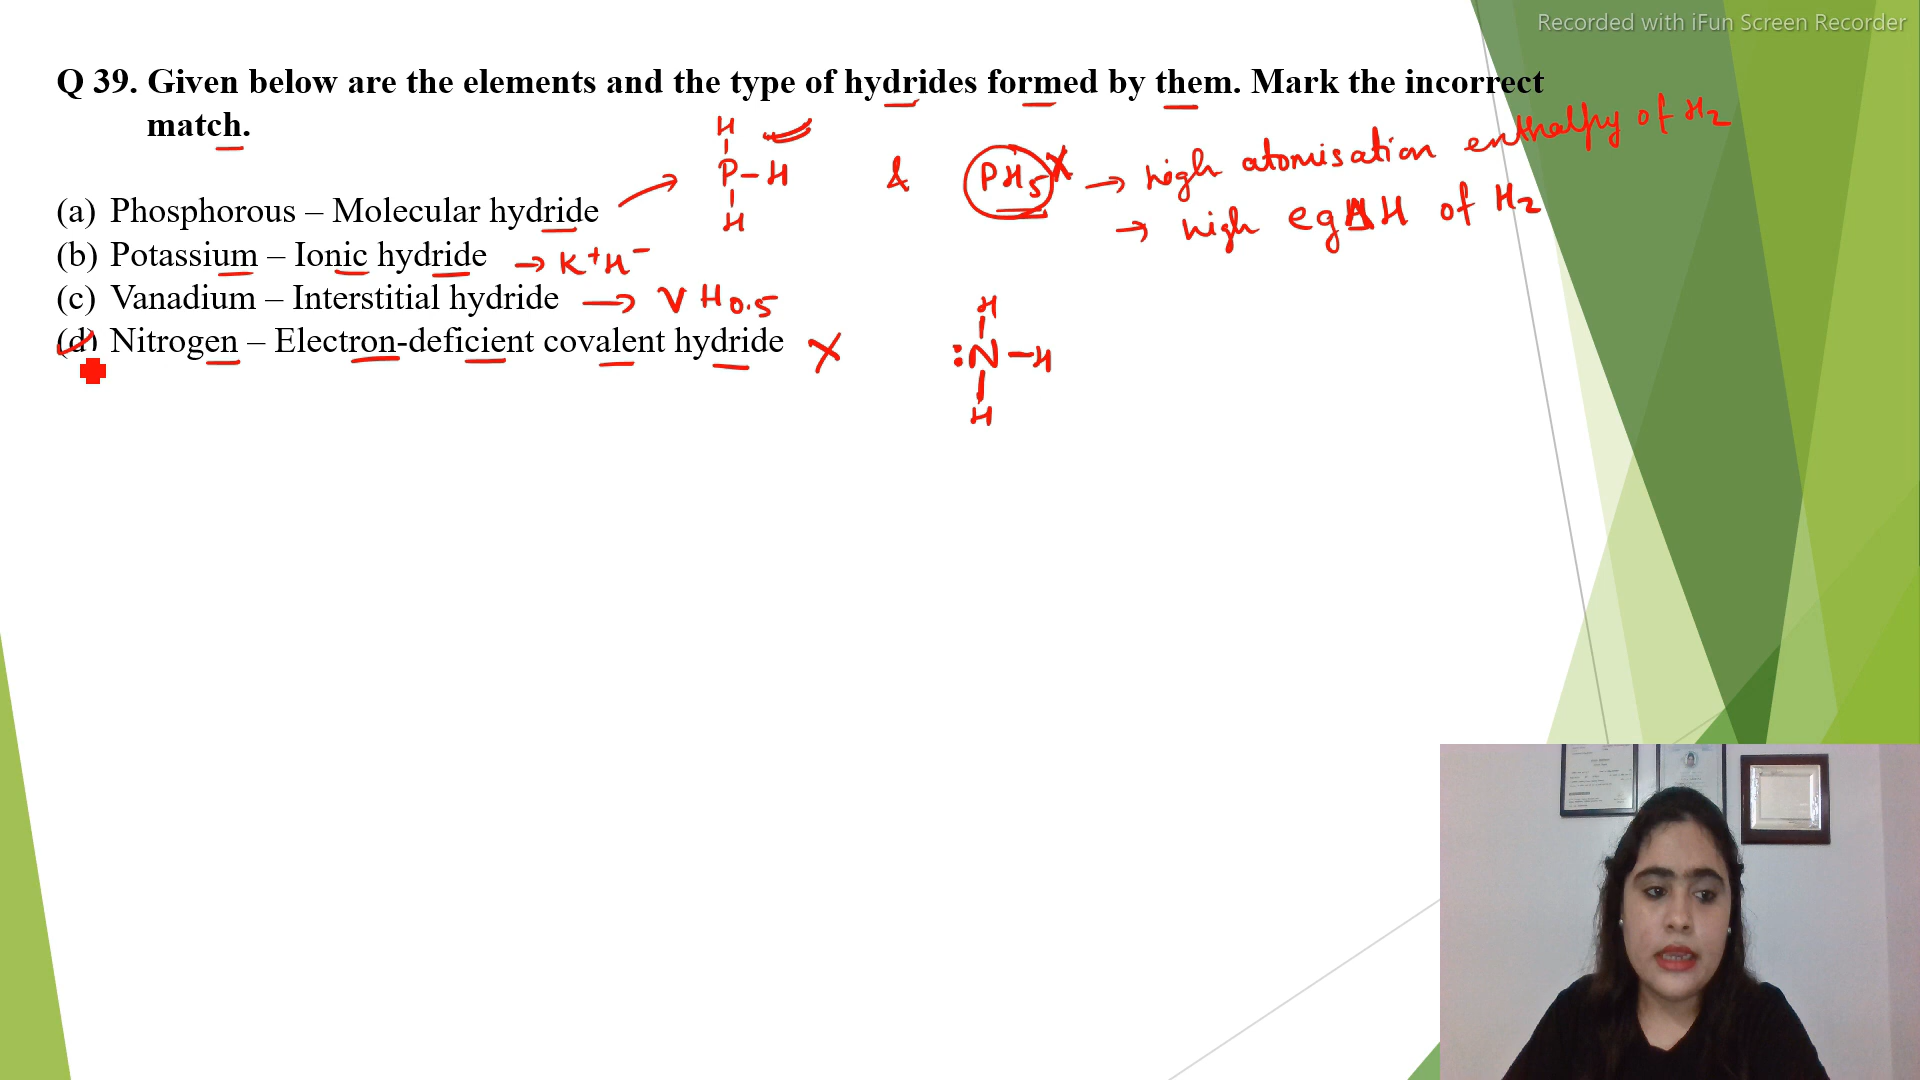 Recorded with iFun Screen Recorder
Q 39. Given below are the elements and the type of hydrides formed by them. Mark the incorrect
match.
(a) Phosphorous – Molecular hydride
H
P – H
H
& PH5 X → high atomisation enthalpy of H2
→ high egΔH of H2
(b) Potassium – Ionic hydride → K+H–
(c) Vanadium – Interstitial hydride → VH0.5
(d) Nitrogen – Electron-deficient covalent hydride X
H
:N – H
H